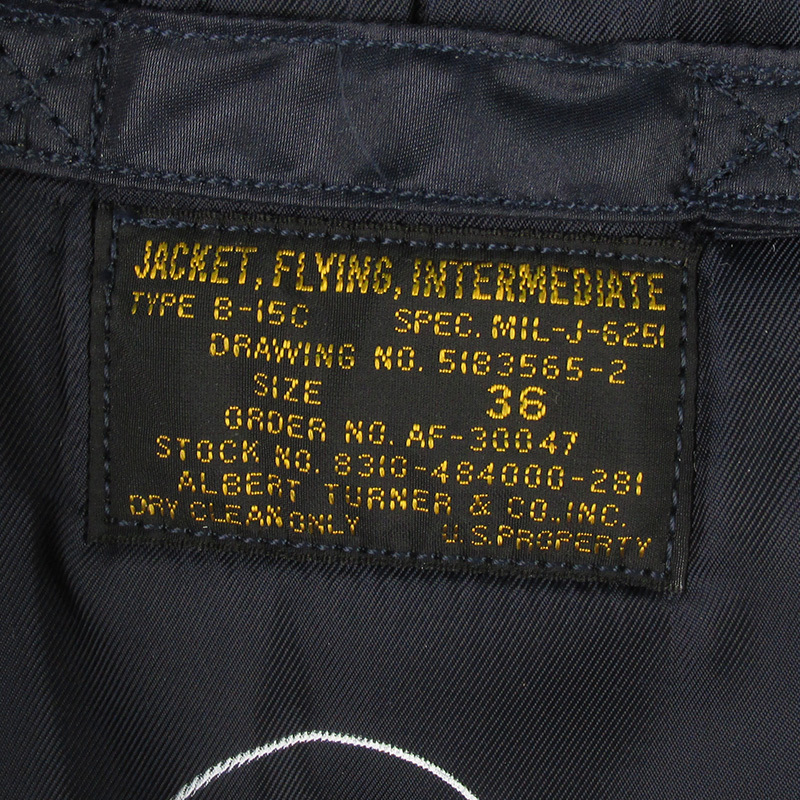 JACKET, FLYING, INTERMEDIATE
TYPE B-15C SPEC. MIL-J-6251
DRAWING NO. 5183565-2
SIZE 36
ORDER NO. AF-30047
STOCK NO. 8310-484000-281
ALBERT TURNER & CO., INC.
DRY CLEAN ONLY U.S. PROPERTY